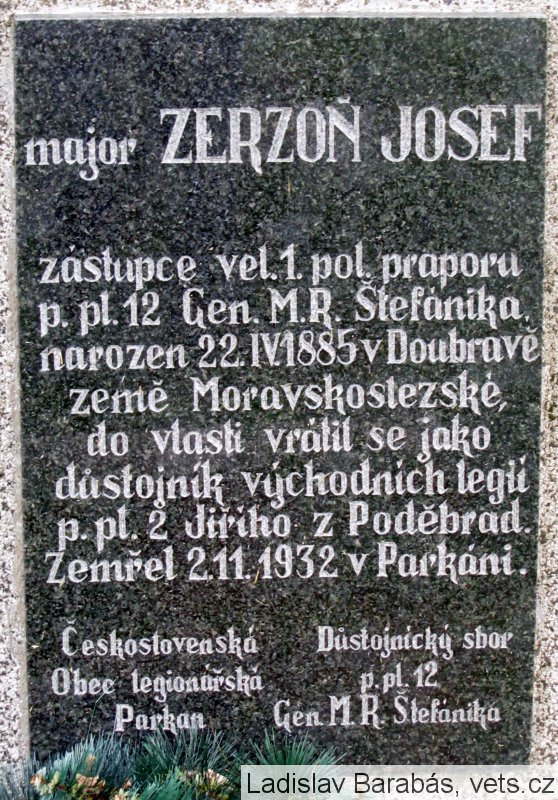 major ZERZOŇ JOSEF
zástupce vel. 1. pol. praporu
p. pl. 12 Gen. M. R. Štefánika,
narozen 22. IV. 1885 v Doubravě
země Moravskoslezské,
do vlasti vrátil se jako
důstojník východních legií
p. pl. 2 Jiřího z Poděbrad.
Zemřel 2. 11. 1932 v Parkáni.
Československá
Obec legionářská
Parkan
Důstojnický sbor
p. pl. 12
Gen. M. R. Štefánika
Ladislav Barabás, vets.cz